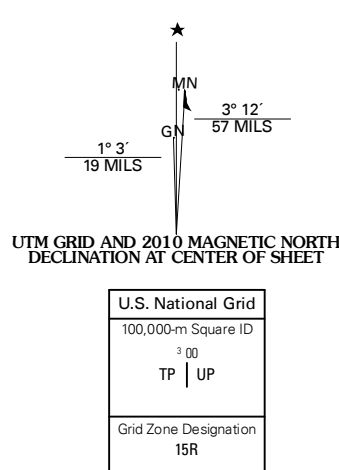 ★
MN
3° 12´
57 MILS
GN
1° 3´
19 MILS
UTM GRID AND 2010 MAGNETIC NORTH
DECLINATION AT CENTER OF SHEET
U.S. National Grid
100,000-m Square ID
3 00
TP UP
Grid Zone Designation
15R